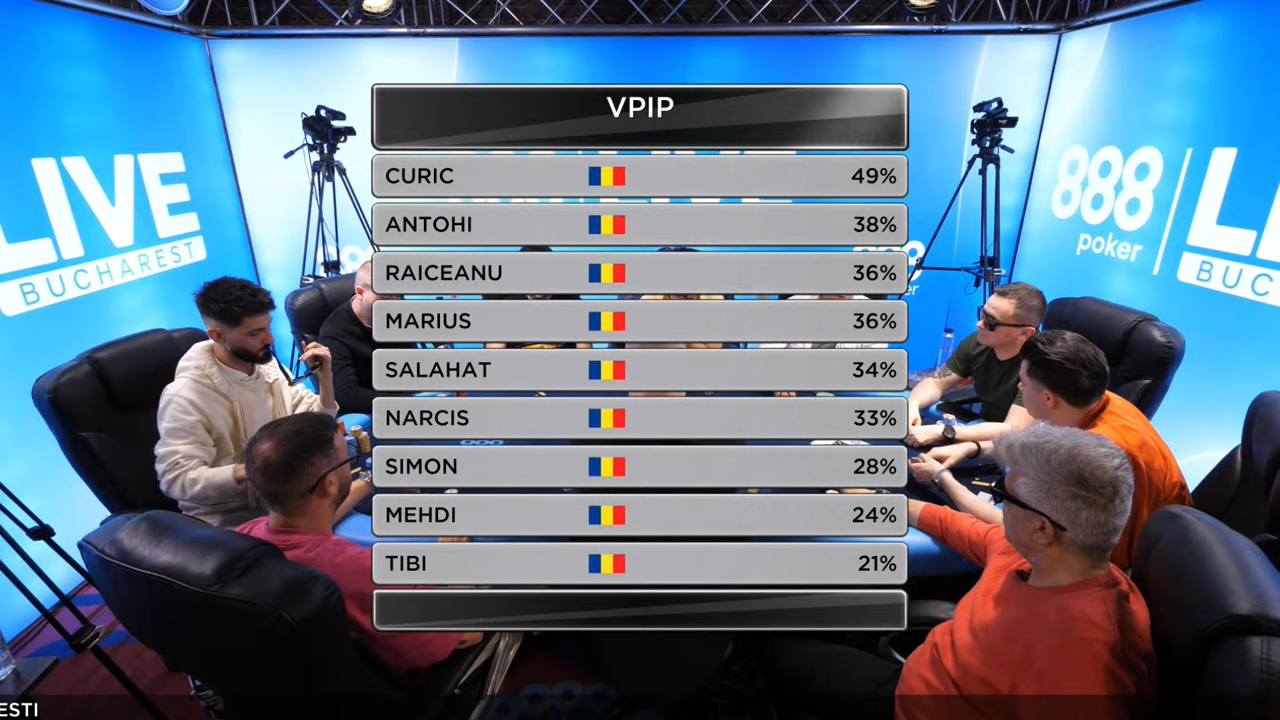 VPIP
CURIC 49%
ANTOHI 38%
RAICEANU 36%
MARIUS 36%
SALAHAT 34%
NARCIS 33%
SIMON 28%
MEHDI 24%
TIBI 21%
LIVE
BUCHAREST
888
poker
LI
BUC
ESTI